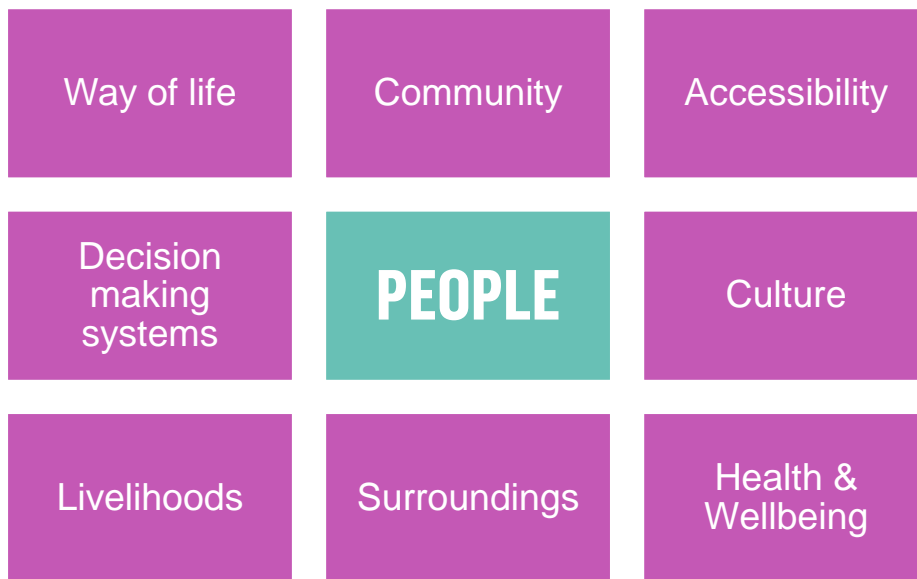 Way of life
Community
Accessibility
Decision
making
systems
PEOPLE
Culture
Livelihoods
Surroundings
Health &
Wellbeing